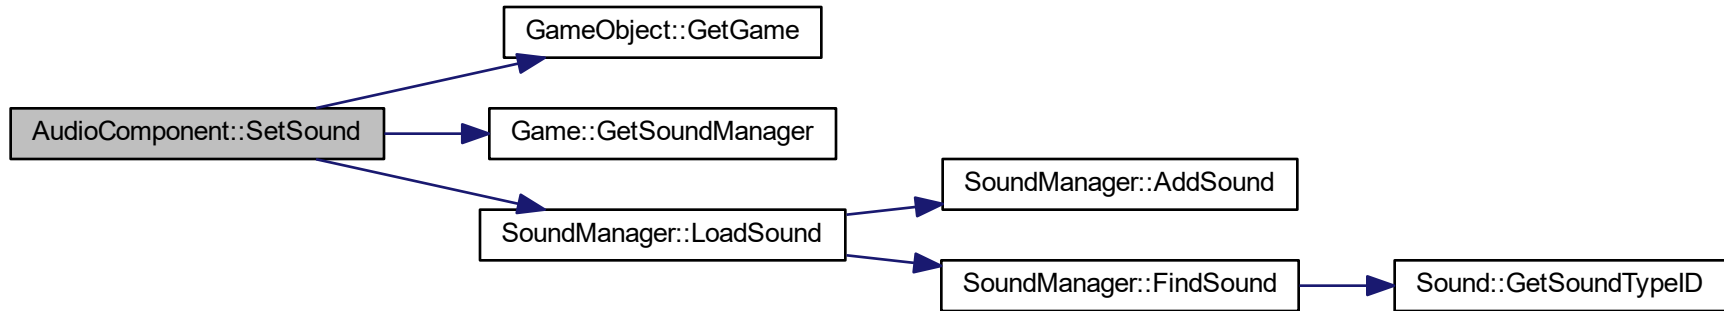 GameObject::GetGame
AudioComponent::SetSound
Game::GetSoundManager
SoundManager::AddSound
SoundManager::LoadSound
SoundManager::FindSound
Sound::GetSoundTypeID